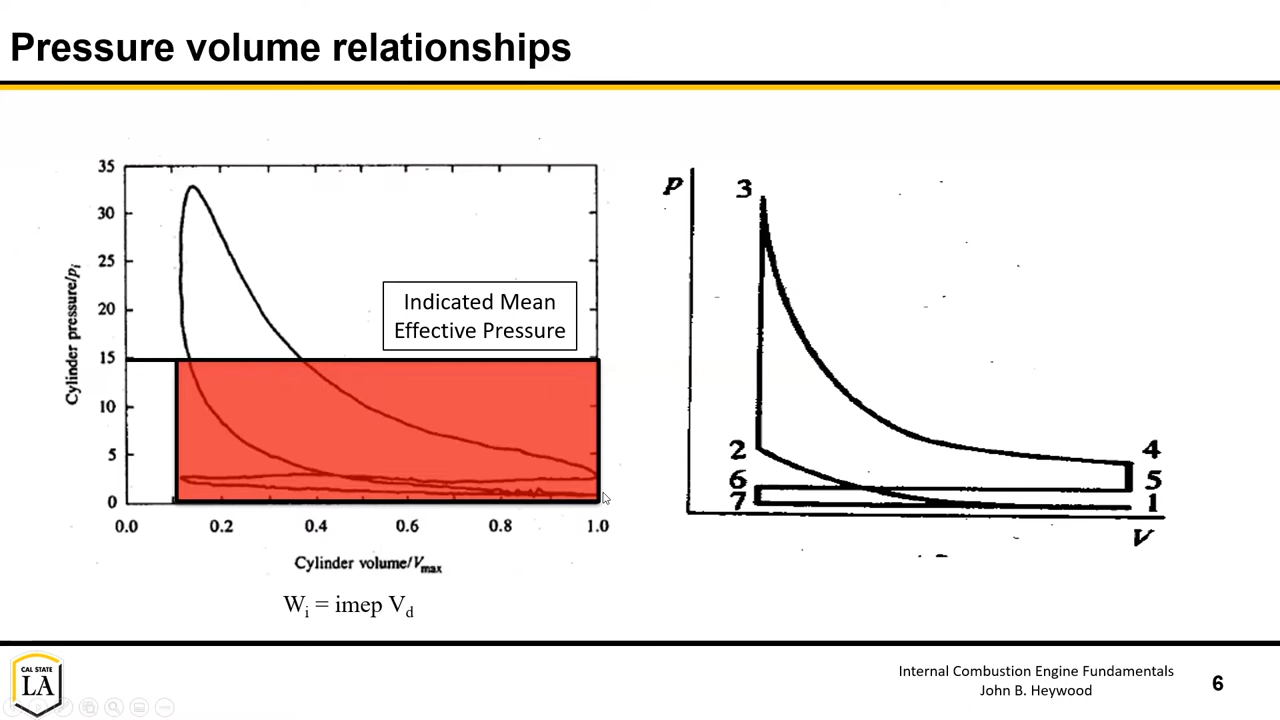 Pressure volume relationships
35
30
25
20
15
10
5
0
Cylinder pressure/pi
0.0
0.2
0.4
0.6
0.8
1.0
Cylinder volume/Vmax
Indicated Mean
Effective Pressure
Wi = imep Vd
p
3
2
6
7
4
5
1
V
CAL STATE
LA
Internal Combustion Engine Fundamentals
John B. Heywood
6